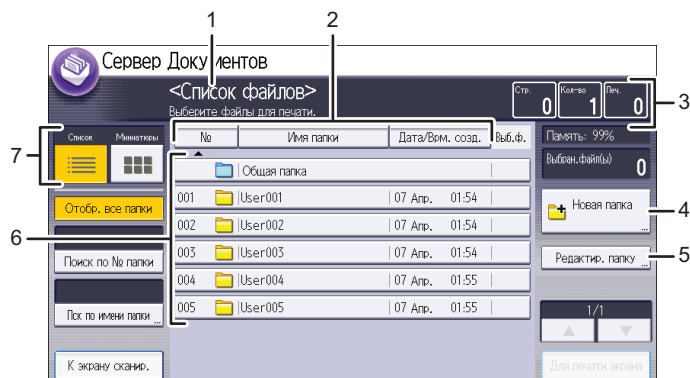 1
2
Сервер Документов
<Список файлов>
Выберите файлы для печати.
Стр.
0
Кол-во
1
Печ.
0
3
7
Список
Миниатюры
№
Имя папки
Дата/Врм. созд.
Выб.ф.
Память: 99%
Выбран.файл(ы)
0
Общая папка
Отобр. все папки
001 User001 07 Апр. 01:54
Новая папка
...
4
6
002 User002 07 Апр. 01:54
Поиск по № папки
003 User003 07 Апр. 01:54
Редактир. папку
...
5
004 User004 07 Апр. 01:55
Пск по имени папки
...
005 User005 07 Апр. 01:55
1/1
К экрану сканир.
Для печати экрана